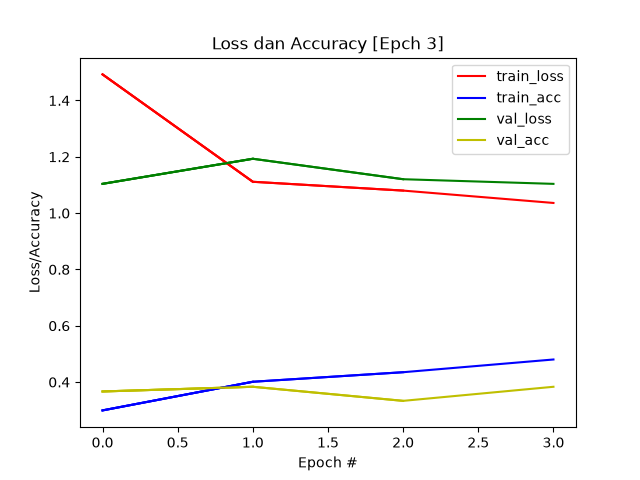 Loss dan Accuracy [Epch 3]
train_loss
train_acc
val_loss
val_acc
Loss/Accuracy
1.4
1.2
1.0
0.8
0.6
0.4
0.0 0.5 1.0 1.5 2.0 2.5 3.0
Epoch #